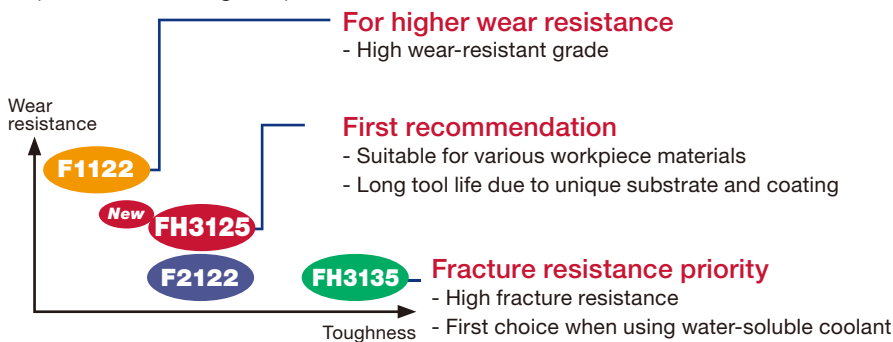 For higher wear resistance
- High wear-resistant grade
Wear
resistance
First recommendation
- Suitable for various workpiece materials
- Long tool life due to unique substrate and coating
F1122
New
FH3125
F2122
FH3135
Fracture resistance priority
- High fracture resistance
- First choice when using water-soluble coolant
Toughness